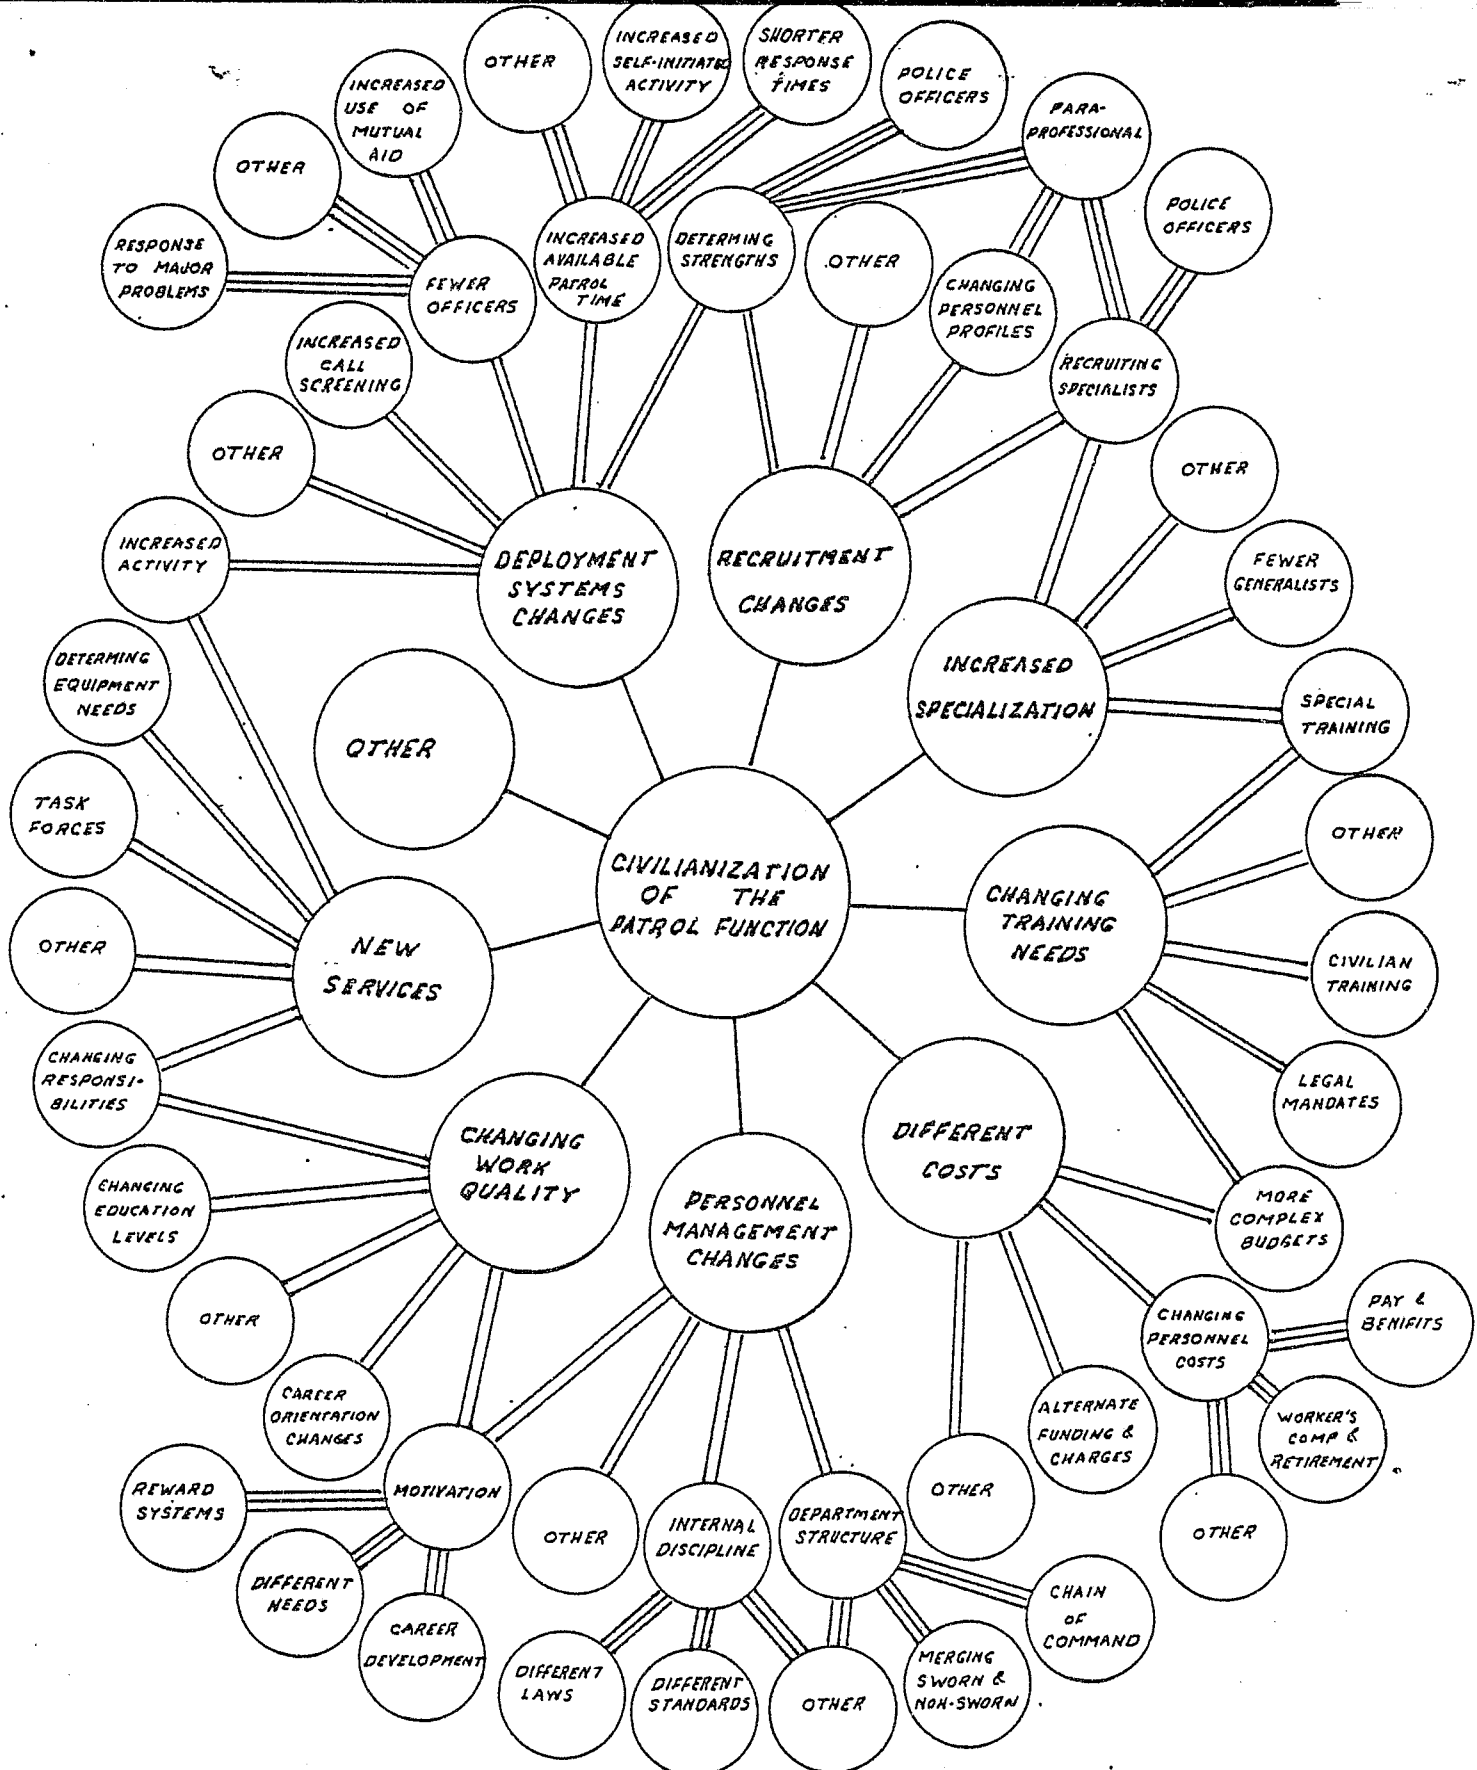 OTHER
INCREASED
SELF-INITIATED
ACTIVITY
SHORTER
RESPONSE
TIMES
POLICE
OFFICERS
INCREASED
USE OF
MUTUAL
AID
PARA-
PROFESSIONAL
OTHER
POLICE
OFFICERS
RESPONSE
TO MAJOR
PROBLEMS
FEWER
OFFICERS
INCREASED
AVAILABLE
PATROL
TIME
DETERMING
STRENGTHS
OTHER
CHANGING
PERSONNEL
PROFILES
INCREASED
CALL
SCREENING
RECRUITING
SPECIALISTS
OTHER
OTHER
INCREASED
ACTIVITY
DEPLOYMENT
SYSTEMS
CHANGES
RECRUITMENT
CHANGES
FEWER
GENERALISTS
DETERMING
EQUIPMENT
NEEDS
INCREASED
SPECIALIZATION
SPECIAL
TRAINING
OTHER
TASK
FORCES
OTHER
CIVILIANIZATION
OF THE
PATROL FUNCTION
CHANGING
TRAINING
NEEDS
OTHER
NEW
SERVICES
CIVILIAN
TRAINING
CHANGING
RESPONSI-
BILITIES
LEGAL
MANDATES
CHANGING
WORK
QUALITY
DIFFERENT
COSTS
CHANGING
EDUCATION
LEVELS
PERSONNEL
MANAGEMENT
CHANGES
MORE
COMPLEX
BUDGETS
OTHER
CHANGING
PERSONNEL
COSTS
PAY &
BENIFITS
CAREER
ORIENTATION
CHANGES
ALTERNATE
FUNDING &
CHARGES
WORKER'S
COMP &
RETIREMENT
REWARD
SYSTEMS
MOTIVATION
OTHER
INTERNAL
DISCIPLINE
DEPARTMENT
STRUCTURE
OTHER
OTHER
DIFFERENT
NEEDS
CAREER
DEVELOPMENT
CHAIN
OF
COMMAND
DIFFERENT
LAWS
DIFFERENT
STANDARDS
OTHER
MERGING
SWORN &
NON-SWORN